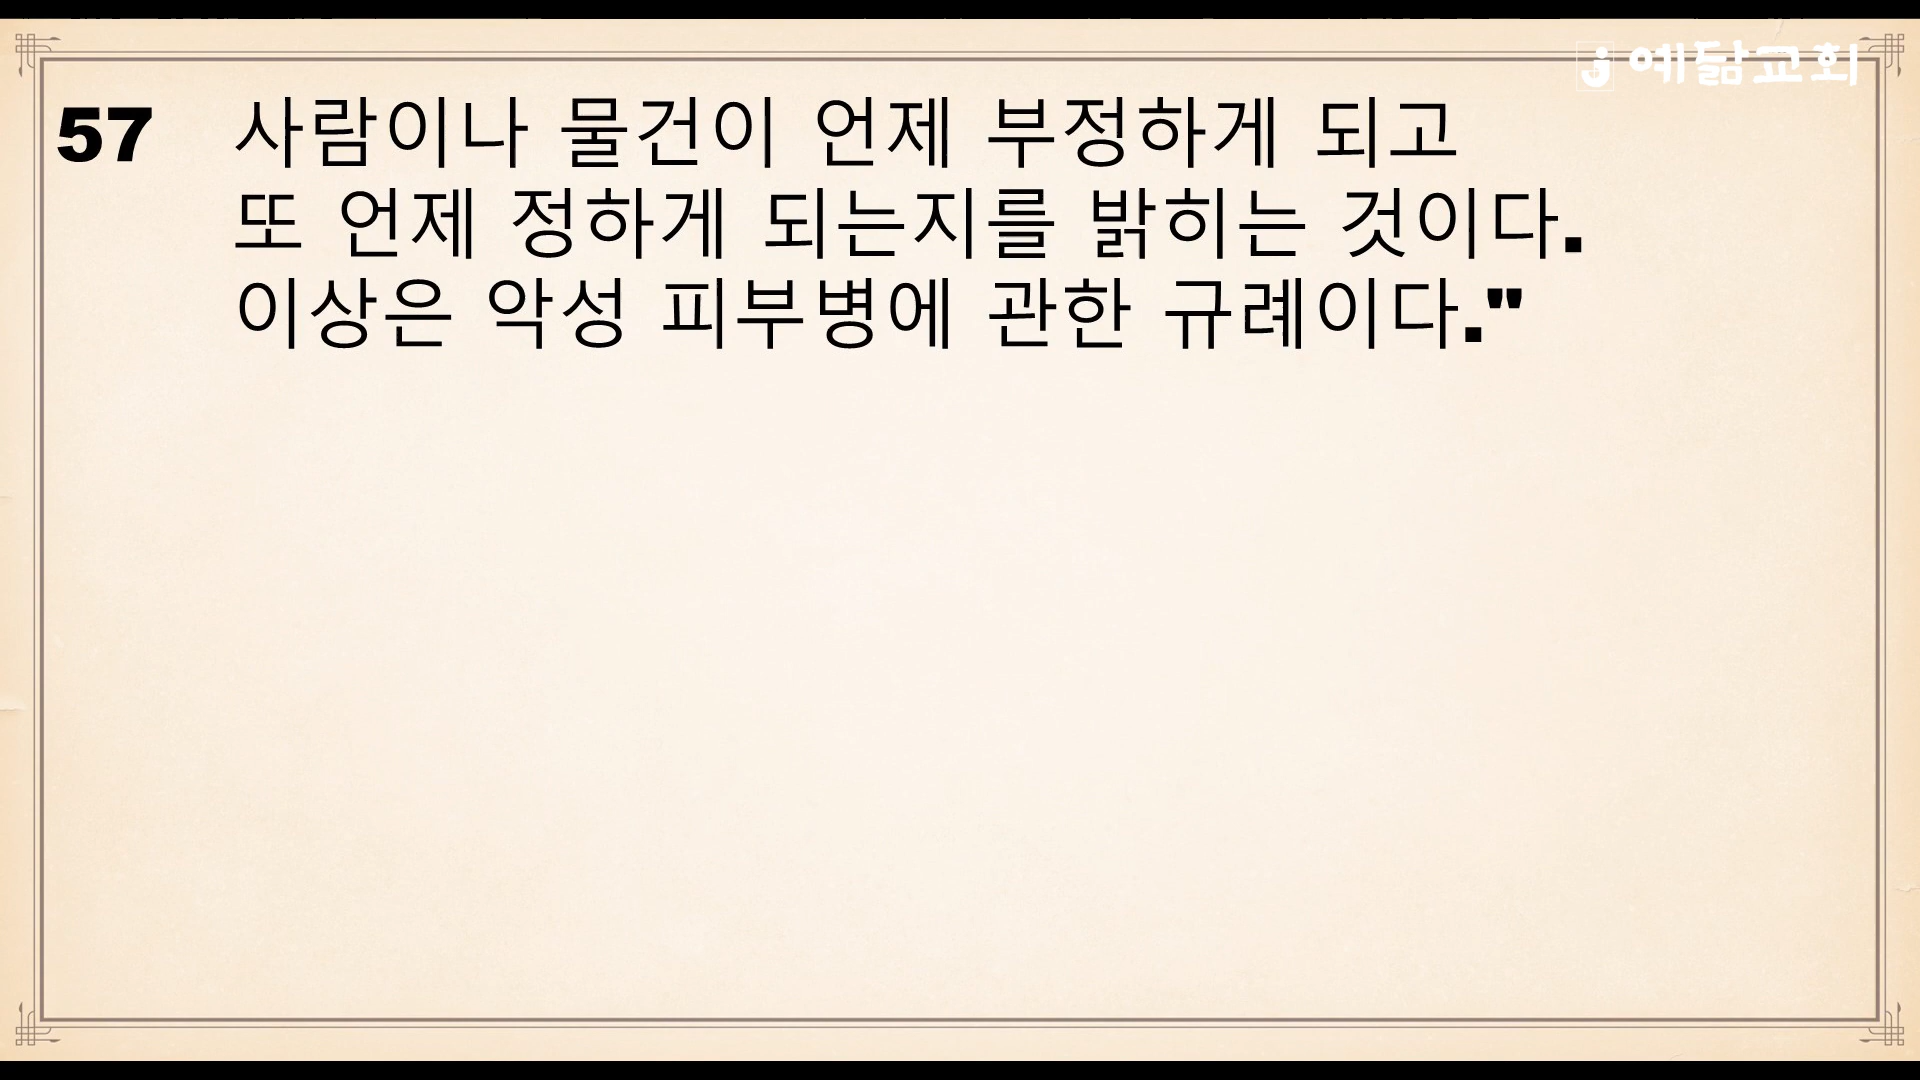 예닮교회
57 사람이나 물건이 언제 부정하게 되고
또 언제 정하게 되는지를 밝히는 것이다.
이상은 악성 피부병에 관한 규례이다."